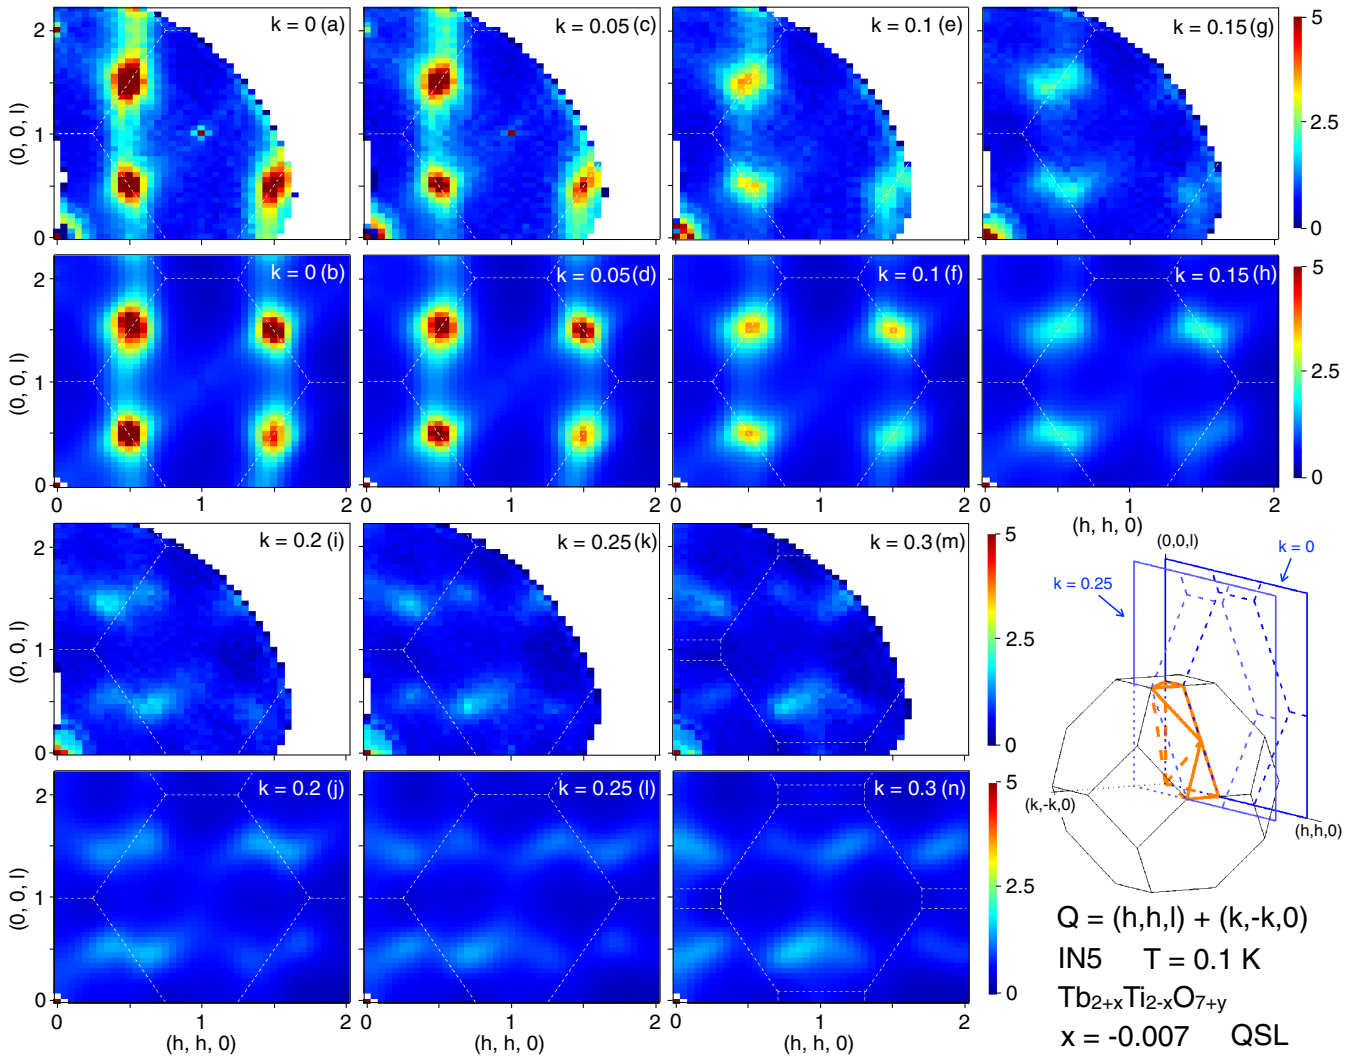 k = 0 (a)
k = 0.05 (c)
k = 0.1 (e)
k = 0.15 (g)
(0, 0, l)
2
1
0
5
2.5
0
k = 0 (b)
k = 0.05 (d)
k = 0.1 (f)
k = 0.15 (h)
(0, 0, l)
2
1
0
0 1 2
0 1 2
0 1 2
0 1 2
5
2.5
0
(h, h, 0)
k = 0.2 (i)
k = 0.25 (k)
k = 0.3 (m)
(0, 0, l)
2
1
0
5
2.5
0
(0,0,l)
k = 0
k = 0.25
(k,-k,0)
(h,h,0)
k = 0.2 (j)
k = 0.25 (l)
k = 0.3 (n)
(0, 0, l)
2
1
0
0 1 2
0 1 2
0 1 2
(h, h, 0)
(h, h, 0)
5
2.5
0
Q = (h,h,l) + (k,-k,0)
IN5 T = 0.1 K
Tb2+xTi2-xO7+y
x = -0.007 QSL